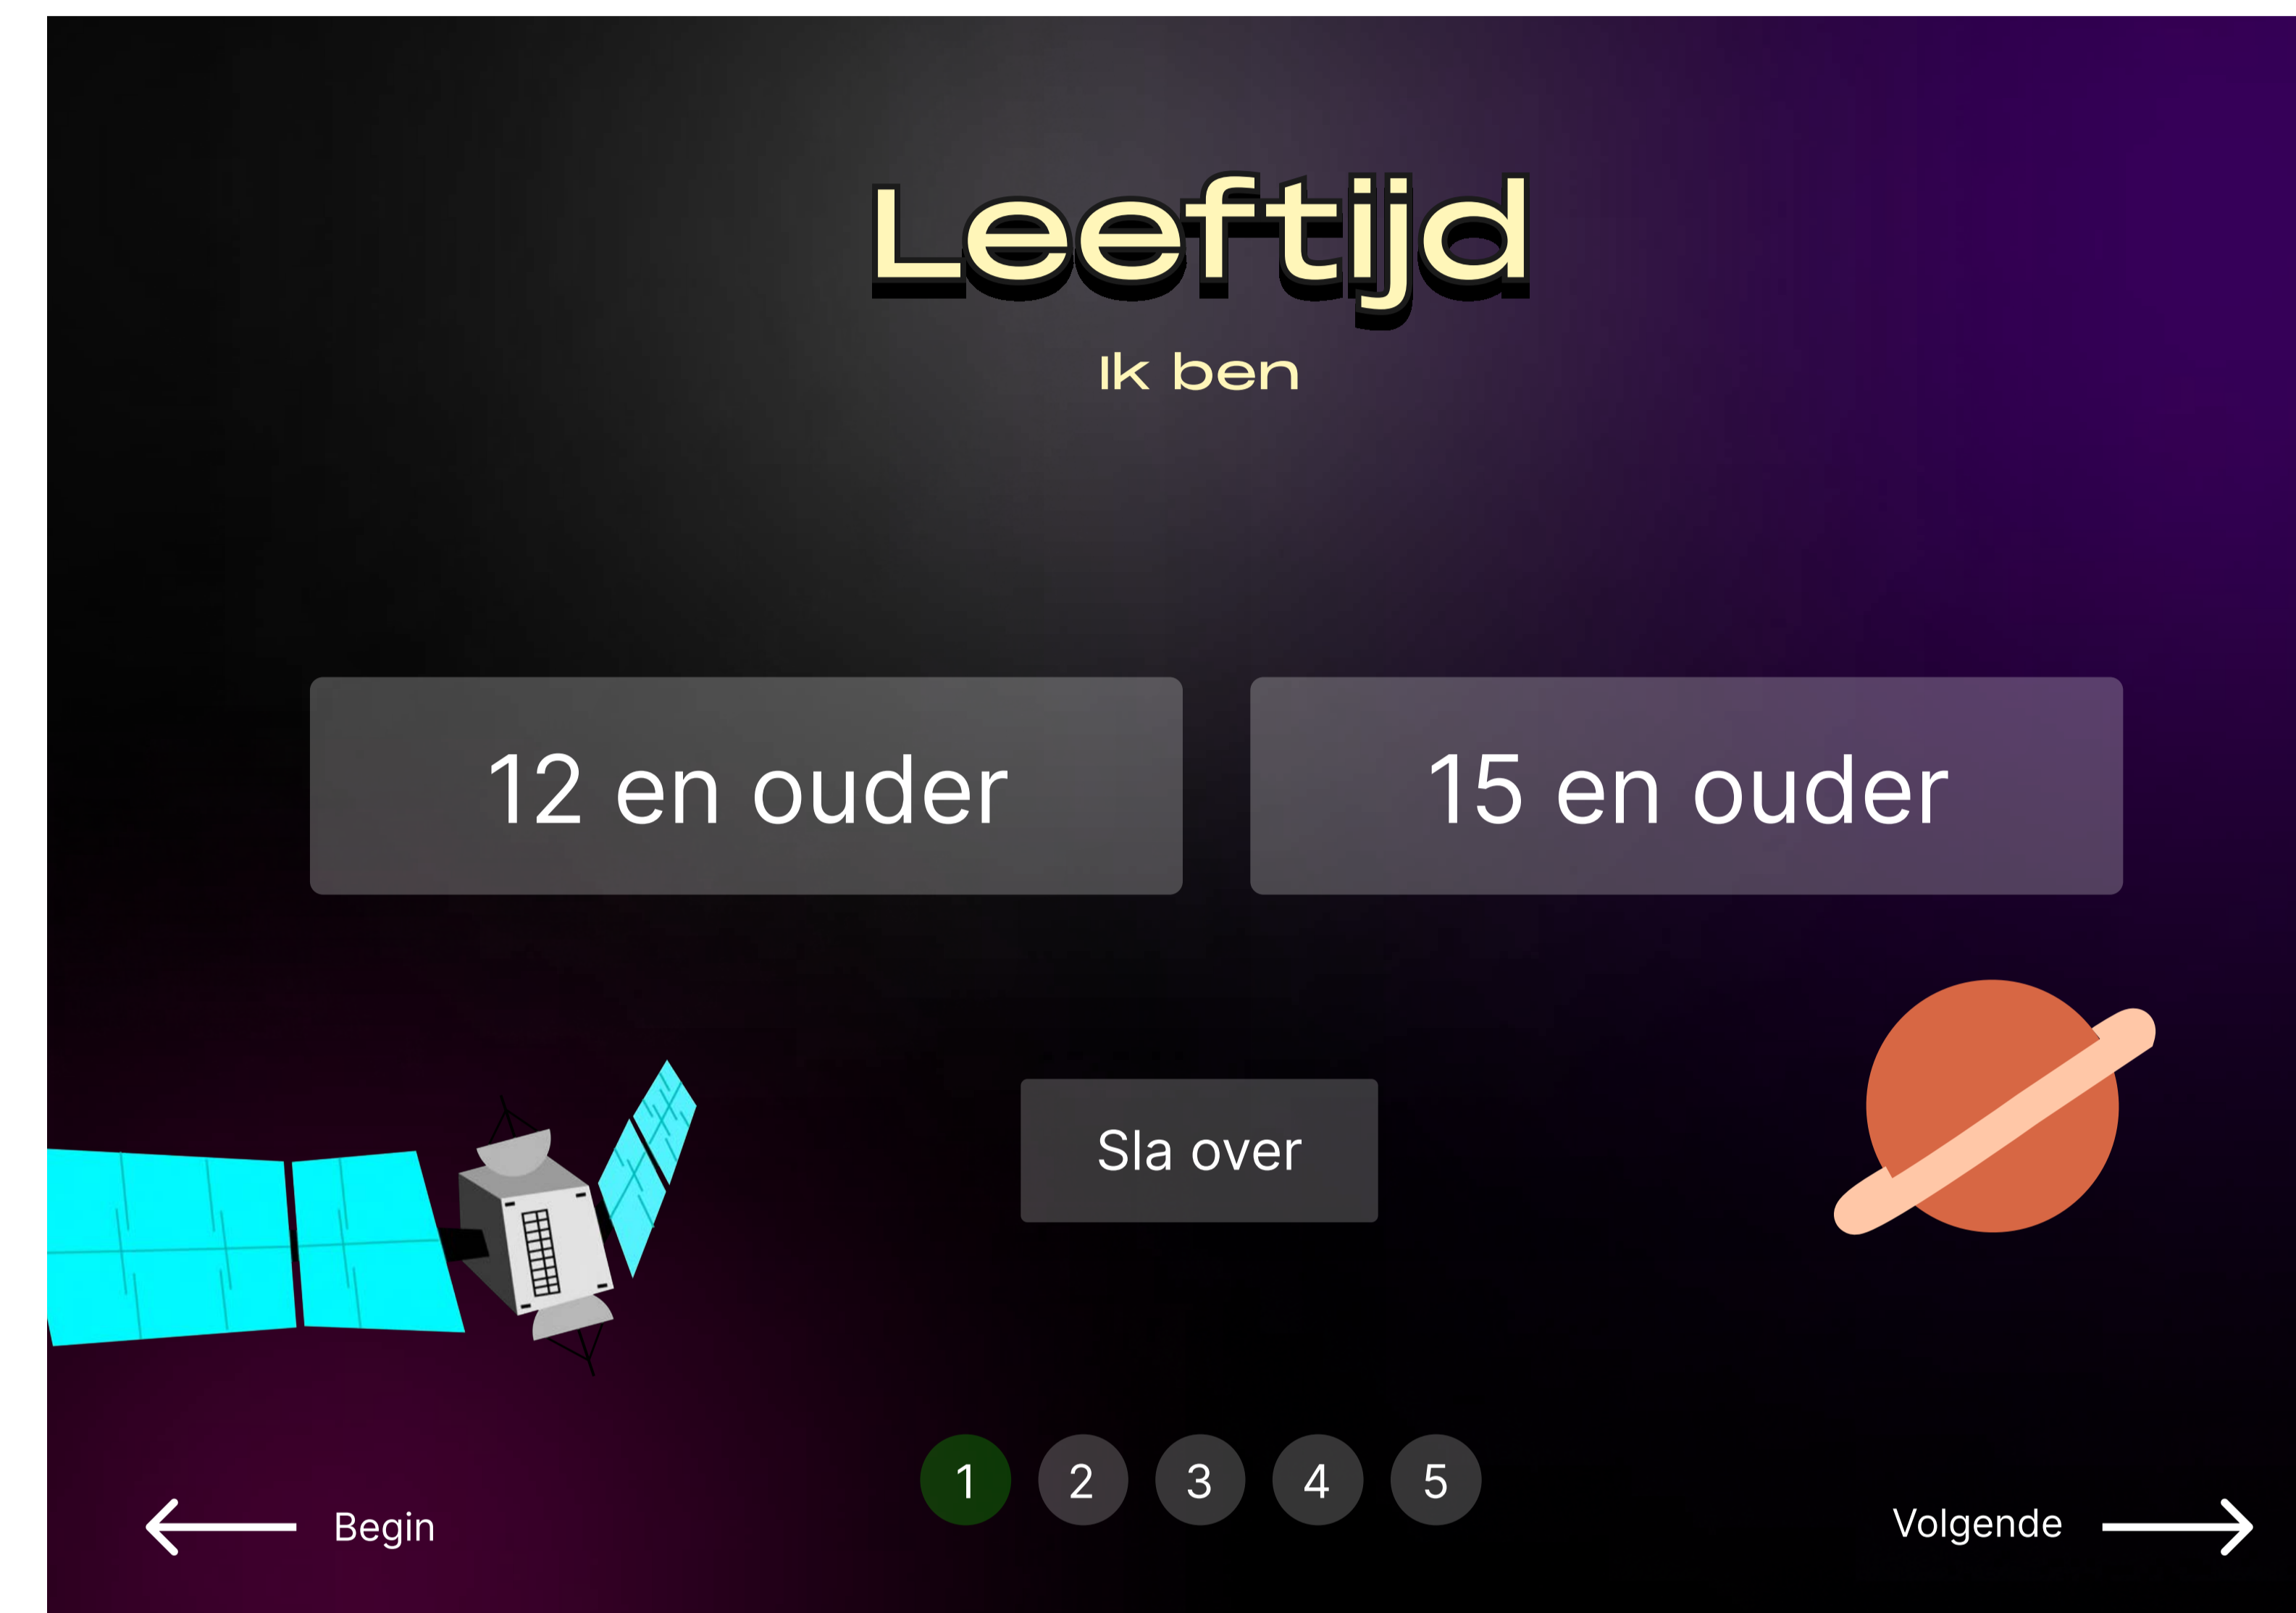 Leeftijd
Ik ben
12 en ouder
15 en ouder
Sla over
1 2 3 4 5
Begin
Volgende